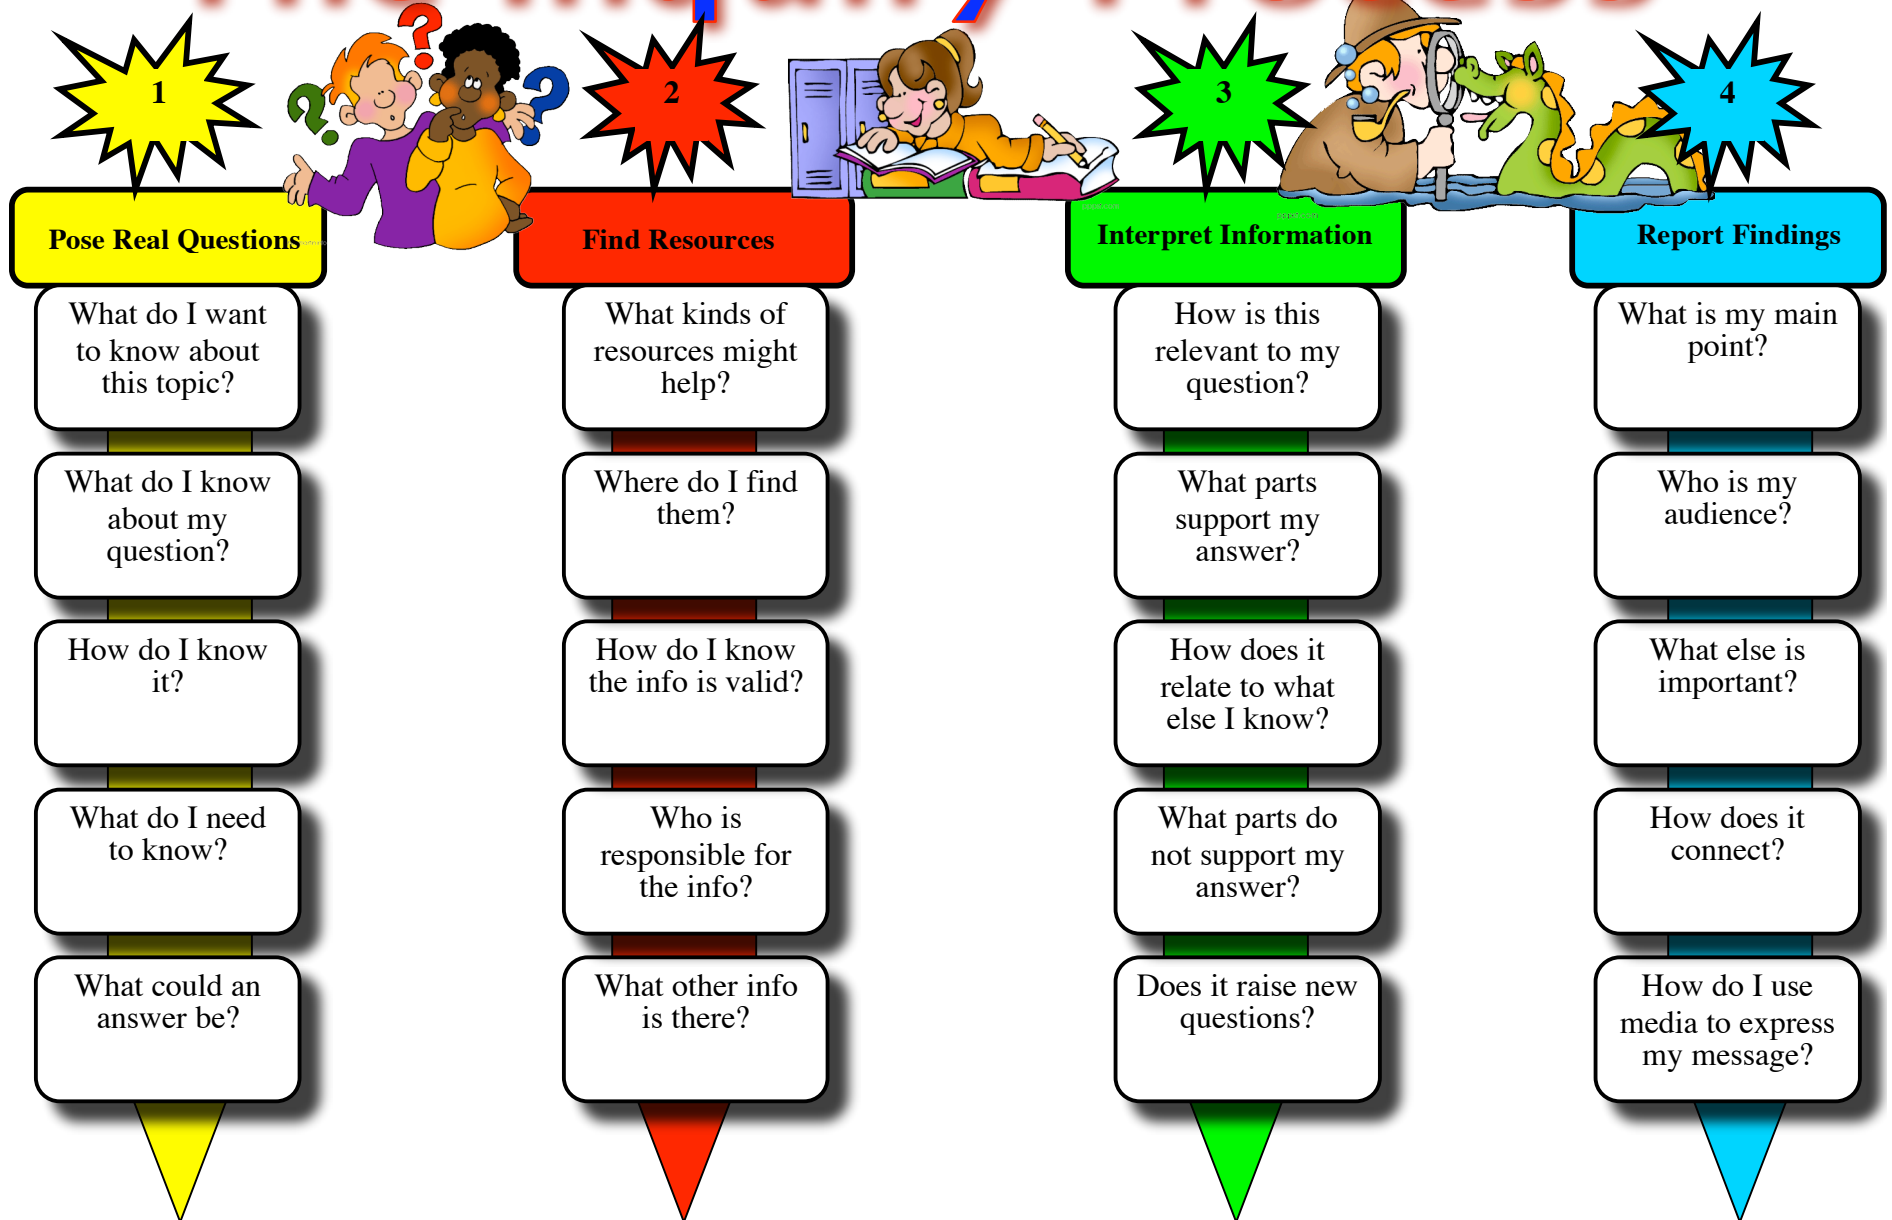 The Inquiry Process
1
2
3
4
Pose Real Questions
Find Resources
Interpret Information
Report Findings
What do I want
to know about
this topic?
What do I know
about my
question?
How do I know
it?
What do I need
to know?
What could an
answer be?
What kinds of
resources might
help?
Where do I find
them?
How do I know
the info is valid?
Who is
responsible for
the info?
What other info
is there?
How is this
relevant to my
question?
What parts
support my
answer?
How does it
relate to what
else I know?
What parts do
not support my
answer?
Does it raise new
questions?
What is my main
point?
Who is my
audience?
What else is
important?
How does it
connect?
How do I use
media to express
my message?